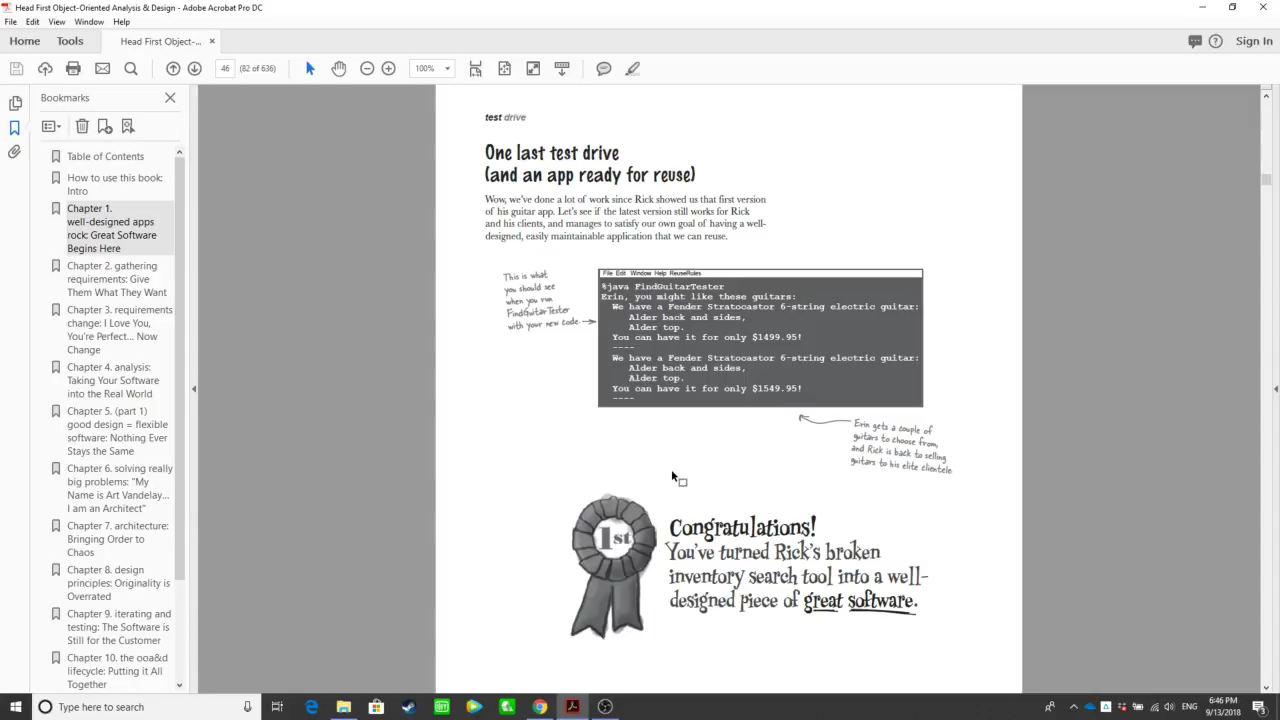 Head First Object-Oriented Analysis & Design - Adobe Acrobat Pro DC
File Edit View Window Help
Home Tools Head First Object-... × Sign In
46 (82 of 636) 100%
Bookmarks
Table of Contents
How to use this book:
Intro
Chapter 1.
well-designed apps
rock: Great Software
Begins Here
Chapter 2. gathering
requirements: Give
Them What They Want
Chapter 3. requirements
change: I Love You,
You're Perfect... Now
Change
Chapter 4. analysis:
Taking Your Software
into the Real World
Chapter 5. (part 1)
good design = flexible
software: Nothing Ever
Stays the Same
Chapter 6. solving really
big problems: "My
Name is Art Vandelay...
I am an Architect"
Chapter 7. architecture:
Bringing Order to
Chaos
Chapter 8. design
principles: Originality is
Overrated
Chapter 9. iterating and
testing: The Software is
Still for the Customer
Chapter 10. the ooa&d
lifecycle: Putting it All
Together
test drive
One last test drive
(and an app ready for reuse)
Wow, we've done a lot of work since Rick showed us that first version
of his guitar app. Let's see if the latest version still works for Rick
and his clients, and manages to satisfy our own goal of having a well-
designed, easily maintainable application that we can reuse.
This is what
you should see
when you run
FindGuitarTester
with your new code.
File Edit Window Help ReuseRules
%java FindGuitarTester
Erin, you might like these guitars:
We have a Fender Stratocastor 6-string electric guitar:
Alder back and sides,
Alder top.
You can have it for only $1499.95!
----
We have a Fender Stratocastor 6-string electric guitar:
Alder back and sides,
Alder top.
You can have it for only $1549.95!
----
Erin gets a couple of
guitars to choose from,
and Rick is back to selling
guitars to his elite clientele
1st
Congratulations!
You've turned Rick's broken
inventory search tool into a well-
designed piece of great software.
Type here to search
ENG
6:46 PM
9/13/2018